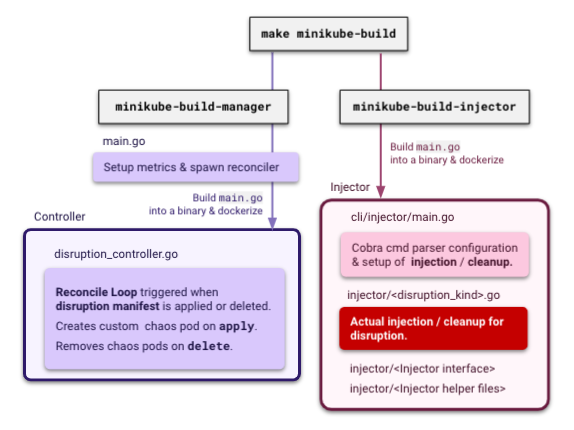 make minikube-build
minikube-build-manager
main.go
Setup metrics & spawn reconciler
Build main.go
into a binary & dockerize
Controller
disruption_controller.go
Reconcile Loop triggered when
disruption manifest is applied or deleted.
Creates custom chaos pod on apply.
Removes chaos pods on delete.
minikube-build-injector
Build main.go
into a binary & dockerize
Injector
cli/injector/main.go
Cobra cmd parser configuration
& setup of injection / cleanup.
injector/<disruption_kind>.go
Actual injection / cleanup for
disruption.
injector/<Injector interface>
injector/<Injector helper files>